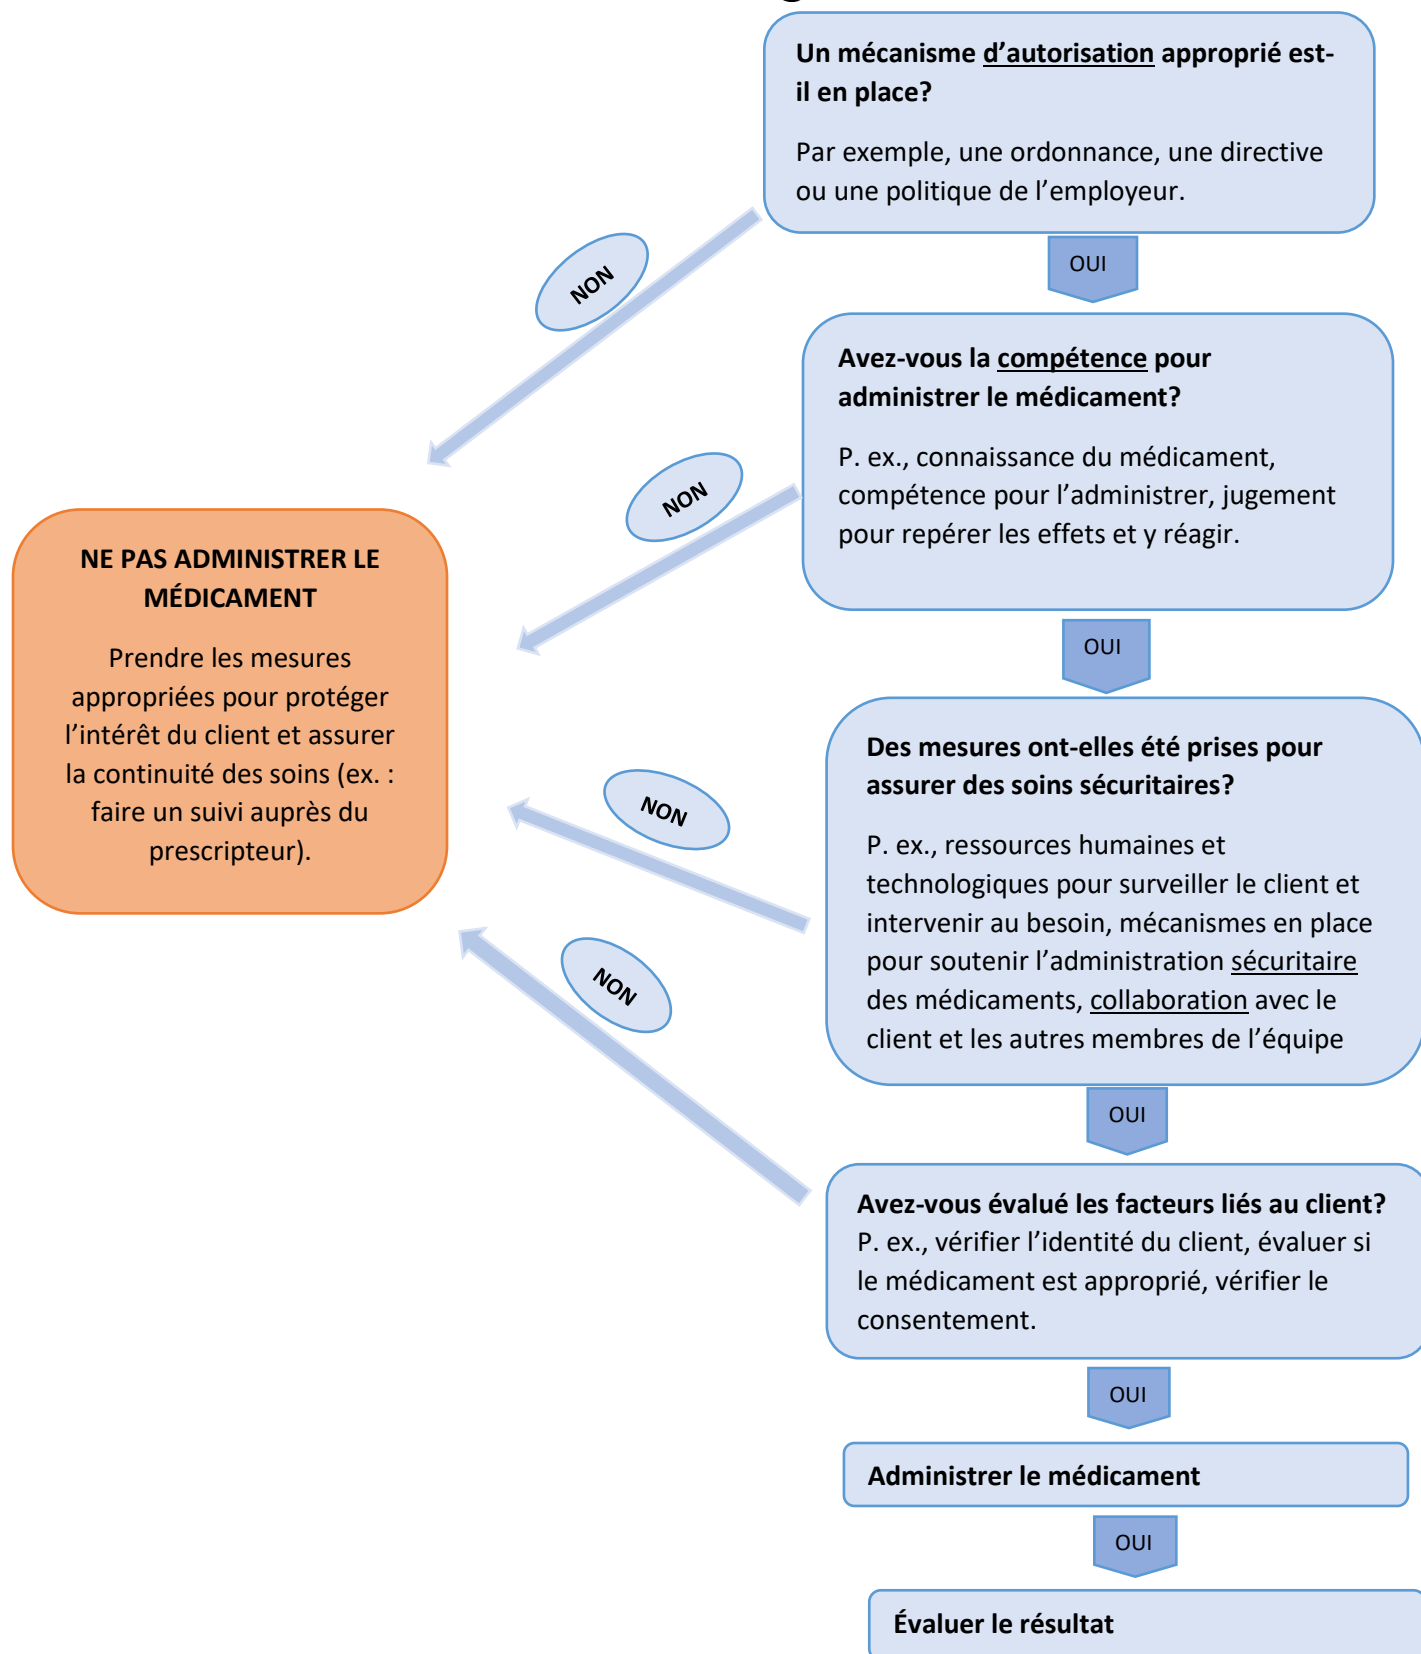 Un mécanisme d’autorisation approprié est-
il en place?
Par exemple, une ordonnance, une directive
ou une politique de l’employeur.
NON
OUI
Avez-vous la compétence pour
administrer le médicament?
P. ex., connaissance du médicament,
compétence pour l’administrer, jugement
pour repérer les effets et y réagir.
NON
NE PAS ADMINISTRER LE
MÉDICAMENT
Prendre les mesures
appropriées pour protéger
l’intérêt du client et assurer
la continuité des soins (ex. :
faire un suivi auprès du
prescripteur).
OUI
Des mesures ont-elles été prises pour
assurer des soins sécuritaires?
P. ex., ressources humaines et
technologiques pour surveiller le client et
intervenir au besoin, mécanismes en place
pour soutenir l’administration sécuritaire
des médicaments, collaboration avec le
client et les autres membres de l’équipe
NON
NON
OUI
Avez-vous évalué les facteurs liés au client?
P. ex., vérifier l’identité du client, évaluer si
le médicament est approprié, vérifier le
consentement.
OUI
Administrer le médicament
OUI
Évaluer le résultat